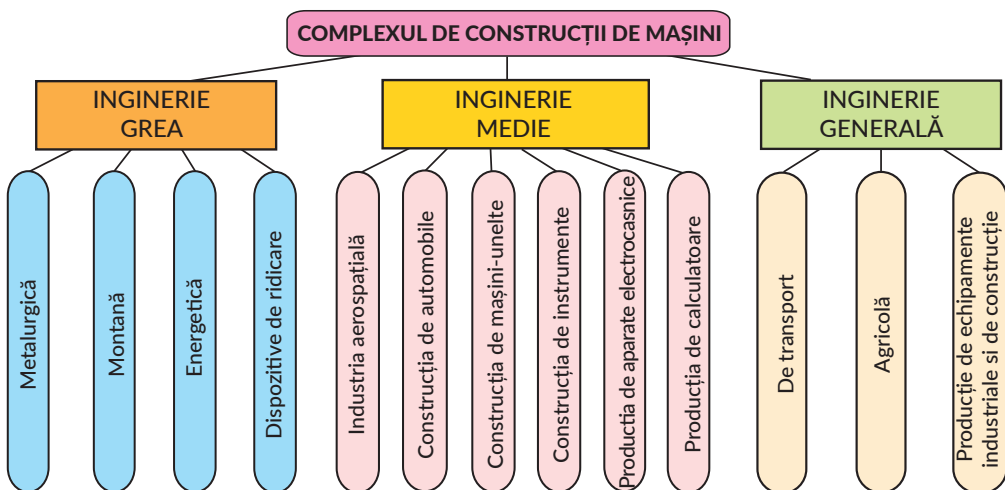 COMPLEXUL DE CONSTRUCȚII DE MAȘINI
INGINERIE
GREA
INGINERIE
MEDIE
INGINERIE
GENERALĂ
Metalurgică
Montană
Energetică
Dispozitive de ridicare
Industria aerospațială
Construcția de automobile
Construcția de mașini-unelte
Construcția de instrumente
Productia de aparate electrocasnice
Producția de calculatoare
De transport
Agricolă
Producție de echipamente
industriale si de construcție